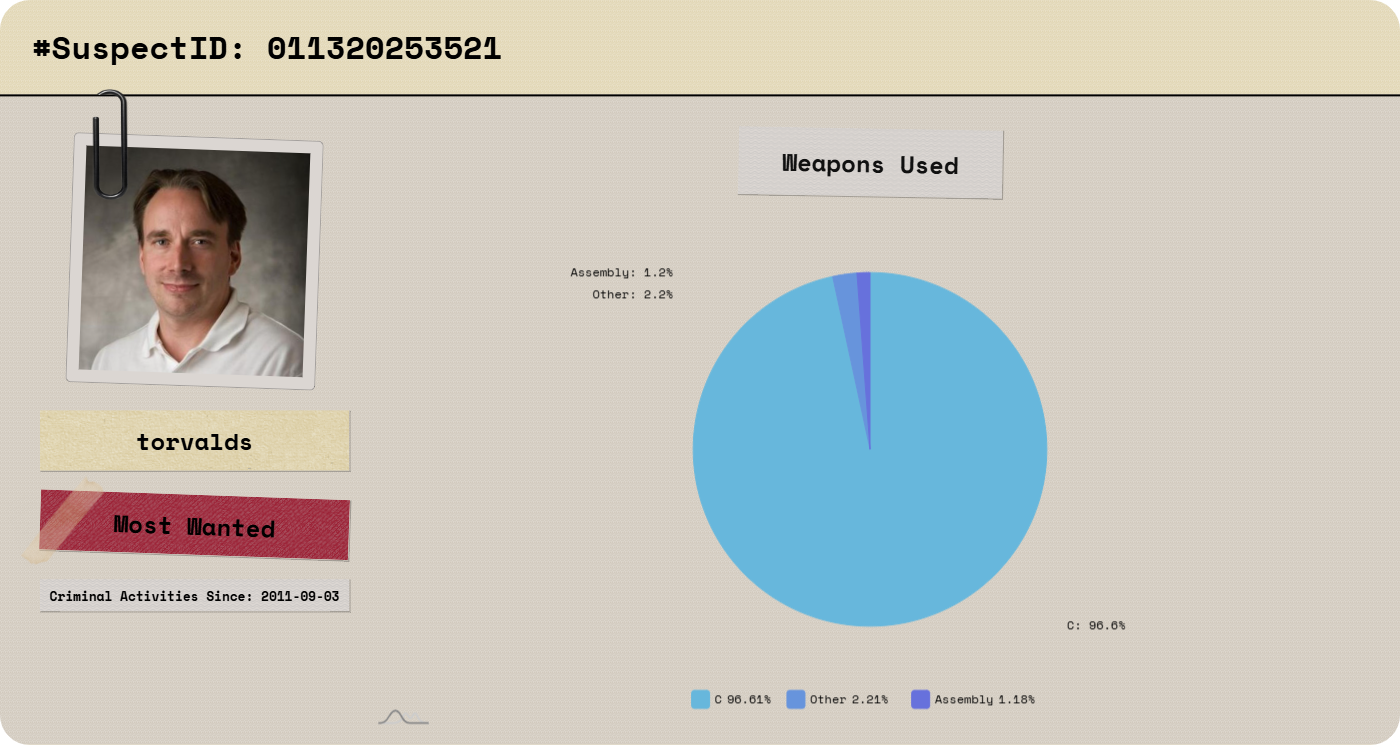 #SuspectID: 011320253521
Weapons Used
Assembly: 1.2%
Other: 2.2%
torvalds
Most Wanted
Criminal Activities Since: 2011-09-03
C: 96.6%
C 96.61% Other 2.21% Assembly 1.18%